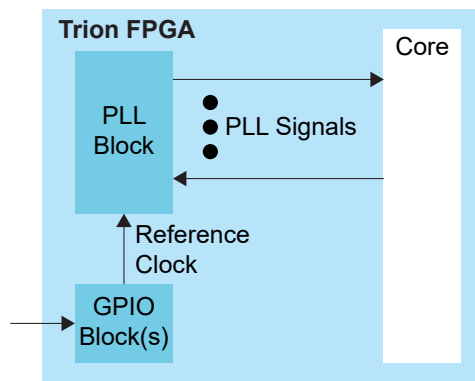 Trion FPGA
Core
PLL
Block
PLL Signals
Reference
Clock
GPIO
Block(s)